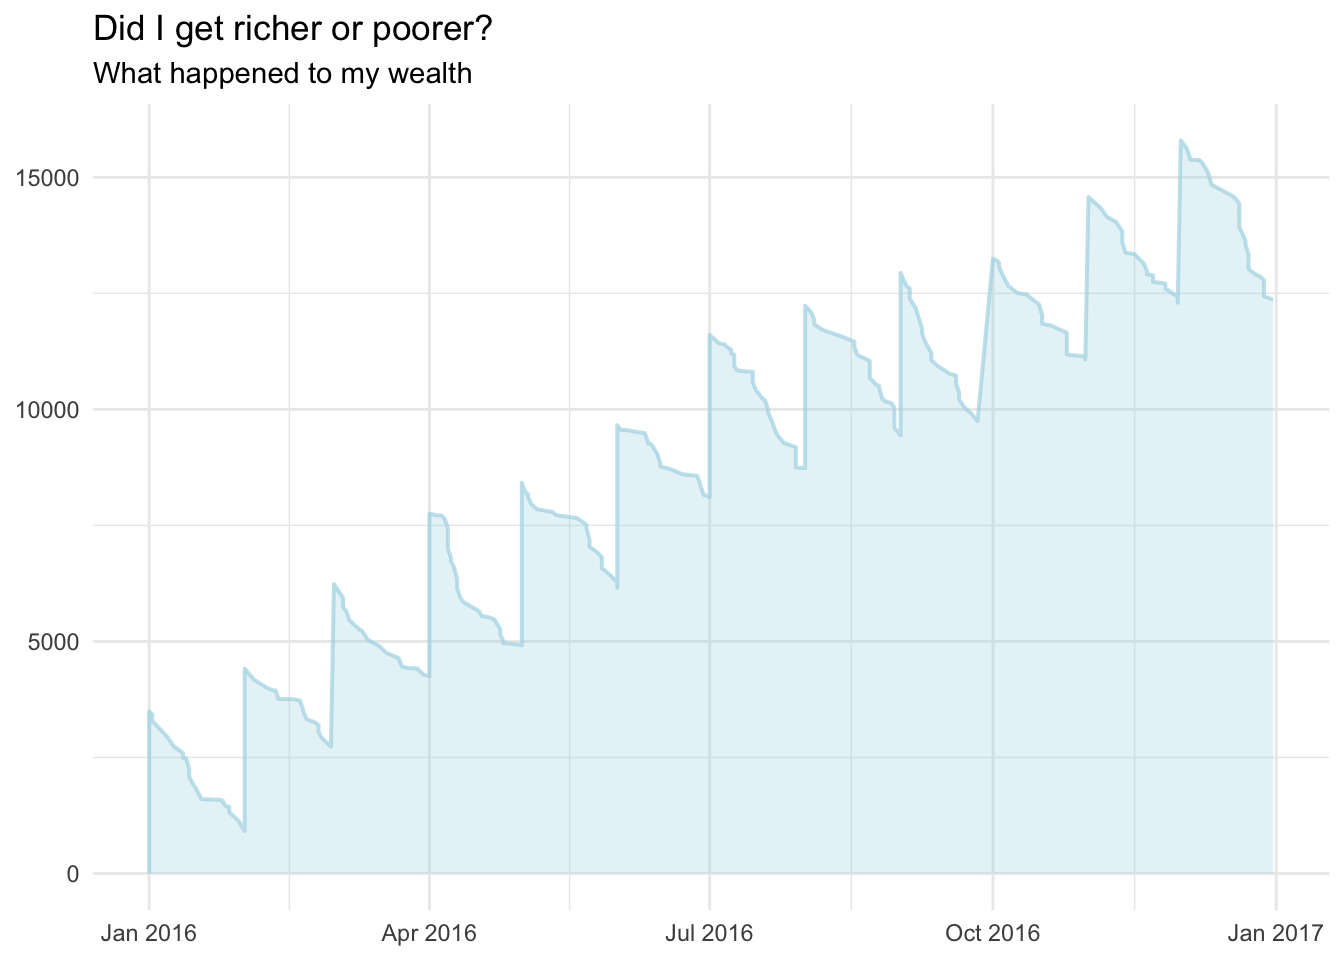 Did I get richer or poorer?
What happened to my wealth
15000
10000
5000
0
Jan 2016
Apr 2016
Jul 2016
Oct 2016
Jan 2017